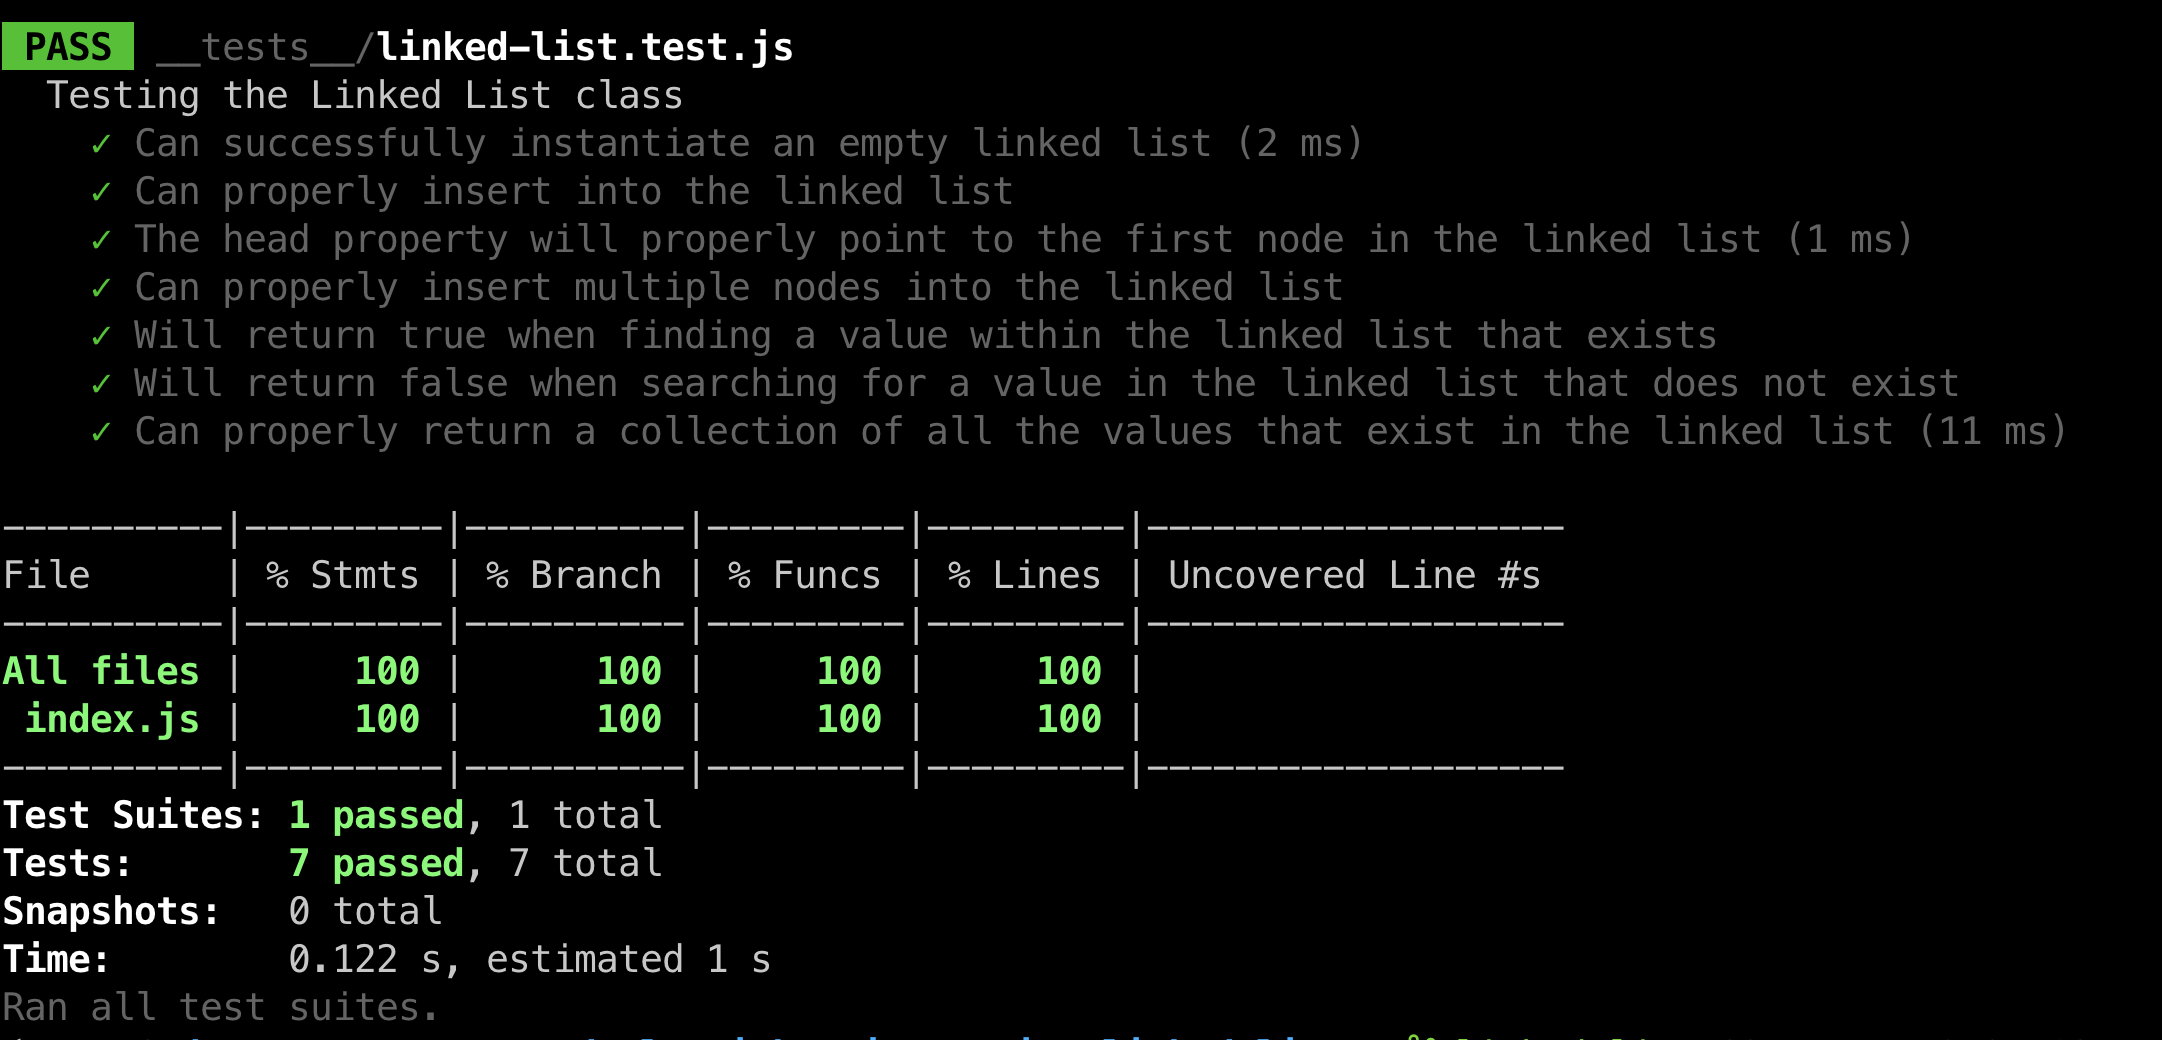 PASS __tests__/linked-list.test.js
Testing the Linked List class
✓ Can successfully instantiate an empty linked list (2 ms)
✓ Can properly insert into the linked list
✓ The head property will properly point to the first node in the linked list (1 ms)
✓ Can properly insert multiple nodes into the linked list
✓ Will return true when finding a value within the linked list that exists
✓ Will return false when searching for a value in the linked list that does not exist
✓ Can properly return a collection of all the values that exist in the linked list (11 ms)
----------|---------|----------|---------|---------|-------------------
File      | % Stmts | % Branch | % Funcs | % Lines | Uncovered Line #s
----------|---------|----------|---------|---------|-------------------
All files |     100 |      100 |     100 |     100 |
 index.js |     100 |      100 |     100 |     100 |
----------|---------|----------|---------|---------|-------------------
Test Suites: 1 passed, 1 total
Tests:       7 passed, 7 total
Snapshots:   0 total
Time:        0.122 s, estimated 1 s
Ran all test suites.